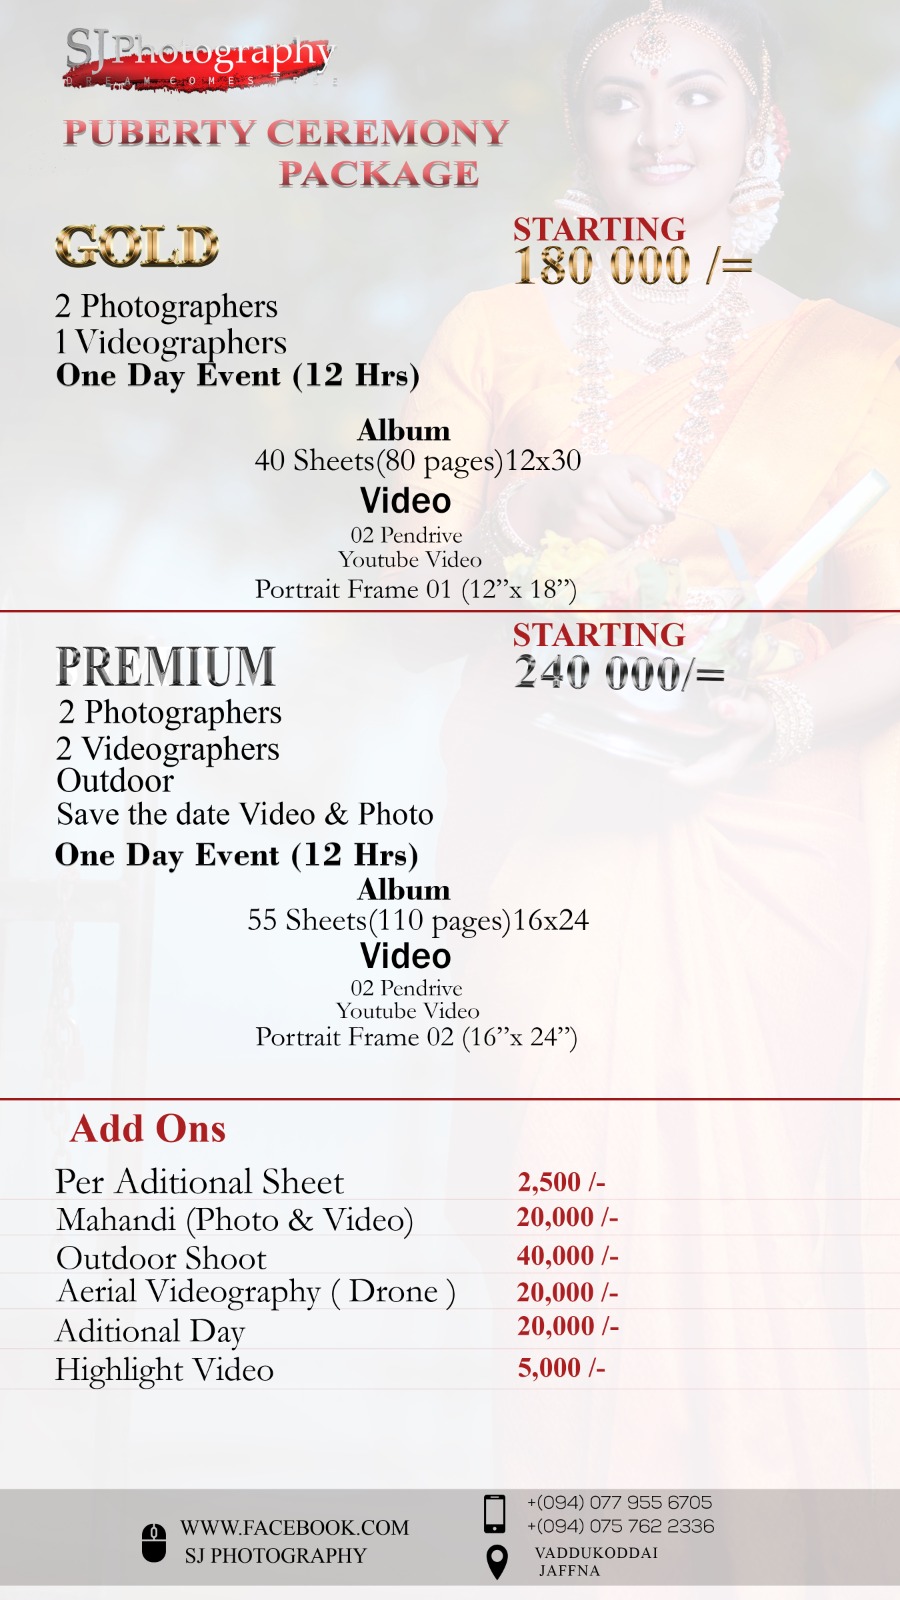 SJ Photography
DREAM COMES TRUE
PUBERTY CEREMONY
PACKAGE
GOLD
STARTING
180 000 /=
2 Photographers
1 Videographers
One Day Event (12 Hrs)
Album
40 Sheets(80 pages)12x30
Video
02 Pendrive
Youtube Video
Portrait Frame 01 (12”x 18”)
PREMIUM
STARTING
240 000/=
2 Photographers
2 Videographers
Outdoor
Save the date Video & Photo
One Day Event (12 Hrs)
Album
55 Sheets(110 pages)16x24
Video
02 Pendrive
Youtube Video
Portrait Frame 02 (16”x 24”)
Add Ons
Per Aditional Sheet 2,500 /-
Mahandi (Photo & Video) 20,000 /-
Outdoor Shoot 40,000 /-
Aerial Videography ( Drone ) 20,000 /-
Aditional Day 20,000 /-
Highlight Video 5,000 /-
WWW.FACEBOOK.COM
SJ PHOTOGRAPHY
+(094) 077 955 6705
+(094) 075 762 2336
VADDUKODDAI
JAFFNA